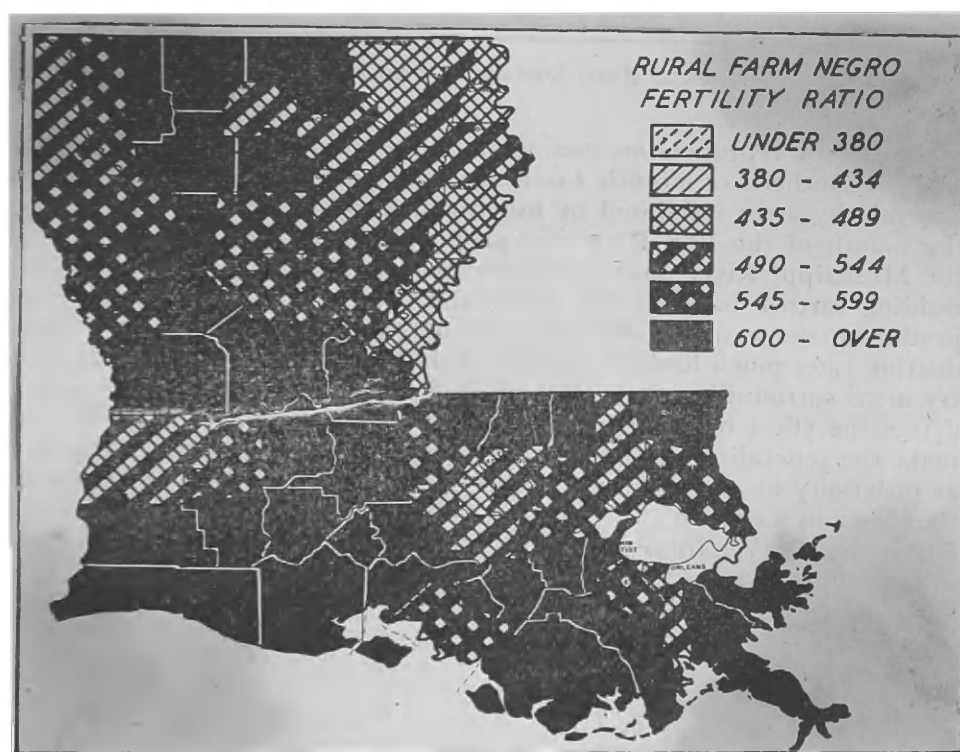 RURAL FARM NEGRO
FERTILITY RATIO
UNDER 380
380 - 434
435 - 489
490 - 544
545 - 599
600 - OVER
ORLEANS